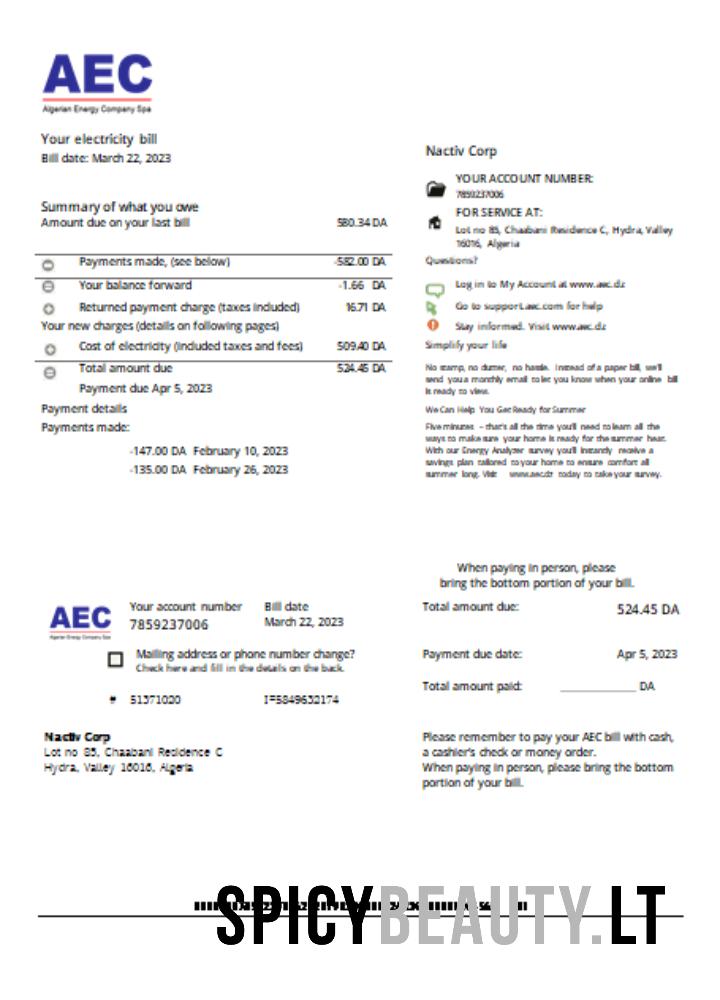 AEC
Algerian Energy Company Spa
Your electricity bill
Bill date: March 22, 2023
Summary of what you owe
Amount due on your last bill 580.34 DA
Payments made, (see below) -582.00 DA
Your balance forward -1.66 DA
Returned payment charge (taxes included) 16.71 DA
Your new charges (details on following pages)
Cost of electricity (included taxes and fees) 509.40 DA
Total amount due 524.45 DA
Payment due Apr 5, 2023
Payment details
Payments made:
-147.00 DA February 10, 2023
-135.00 DA February 26, 2023
Nactiv Corp
YOUR ACCOUNT NUMBER:
7859237006
FOR SERVICE AT:
Lot no 85, Chaabani Residence C, Hydra, Valley
16016, Algeria
Questions?
Log in to My Account at www.aec.dz
Go to support.aec.com for help
Stay informed. Visit www.aec.dz
Simplify your life
No stamp, no clutter, no hassle. Instead of a paper bill, we'll
send you a monthly email to let you know when your online bill
is ready to view.
We Can Help You Get Ready for Summer
Five minutes - that's all the time you'll need to learn all the
ways to make sure your home is ready for the summer heat.
With our Energy Analyzer survey you'll instantly receive a
savings plan tailored to your home to ensure comfort all
summer long. Visit www.aec.dz today to take your survey.
When paying in person, please
bring the bottom portion of your bill.
AEC
Algerian Energy Company Spa
Your account number Bill date
7859237006 March 22, 2023
Mailing address or phone number change?
Check here and fill in the details on the back.
# 51371020 I=5849632174
Nactiv Corp
Lot no 85, Chaabani Residence C
Hydra, Valley 16016, Algeria
Total amount due: 524.45 DA
Payment due date: Apr 5, 2023
Total amount paid: ____________ DA
Please remember to pay your AEC bill with cash,
a cashier's check or money order.
When paying in person, please bring the bottom
portion of your bill.
SPICYBEAUTY.LT